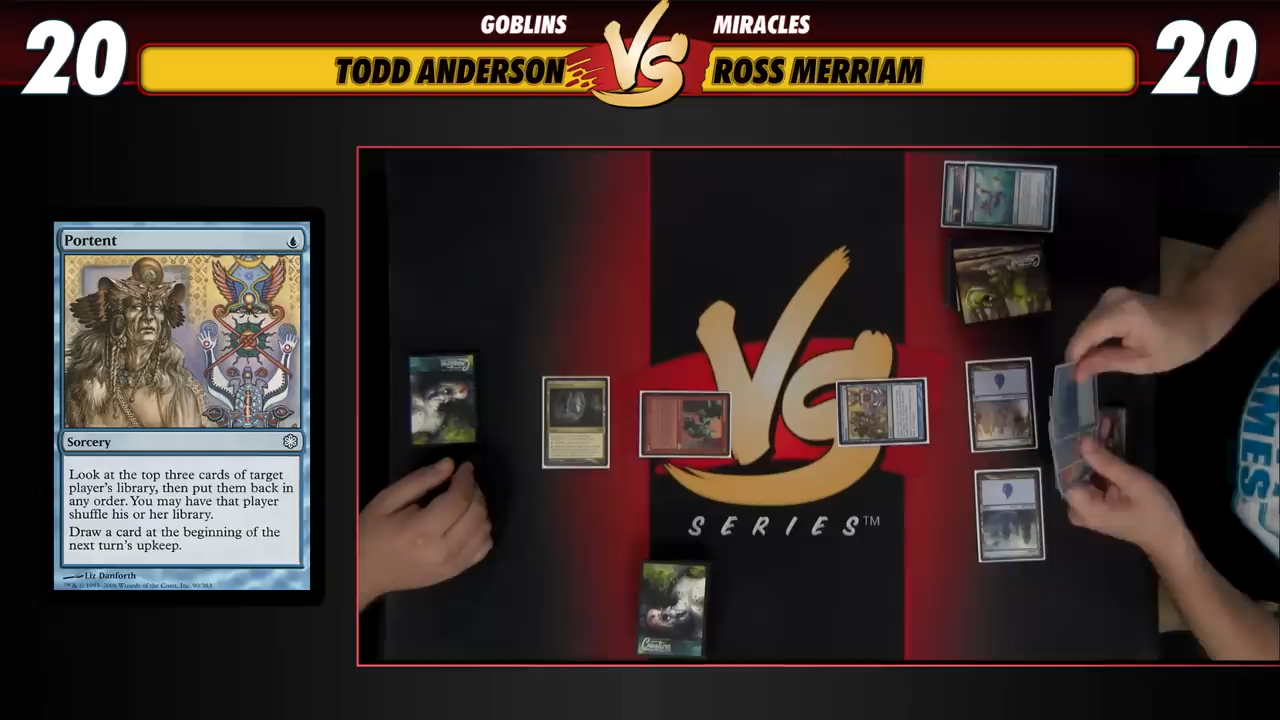 GOBLINS
MIRACLES
20
TODD ANDERSON
VS
ROSS MERRIAM
20
Portent
Sorcery
Look at the top three cards of target
player's library, then put them back in
any order. You may have that player
shuffle his or her library.
Draw a card at the beginning of the
next turn's upkeep.
Liz Danforth
VS
SERIES™
GAMES